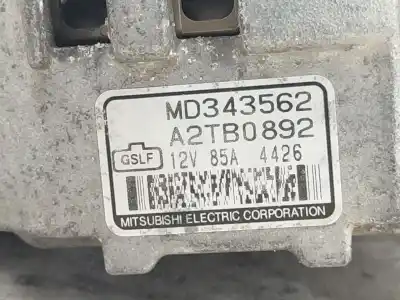 MD343562
A2TB0892
GSLF 12V 85A 4426
MITSUBISHI ELECTRIC CORPORATION